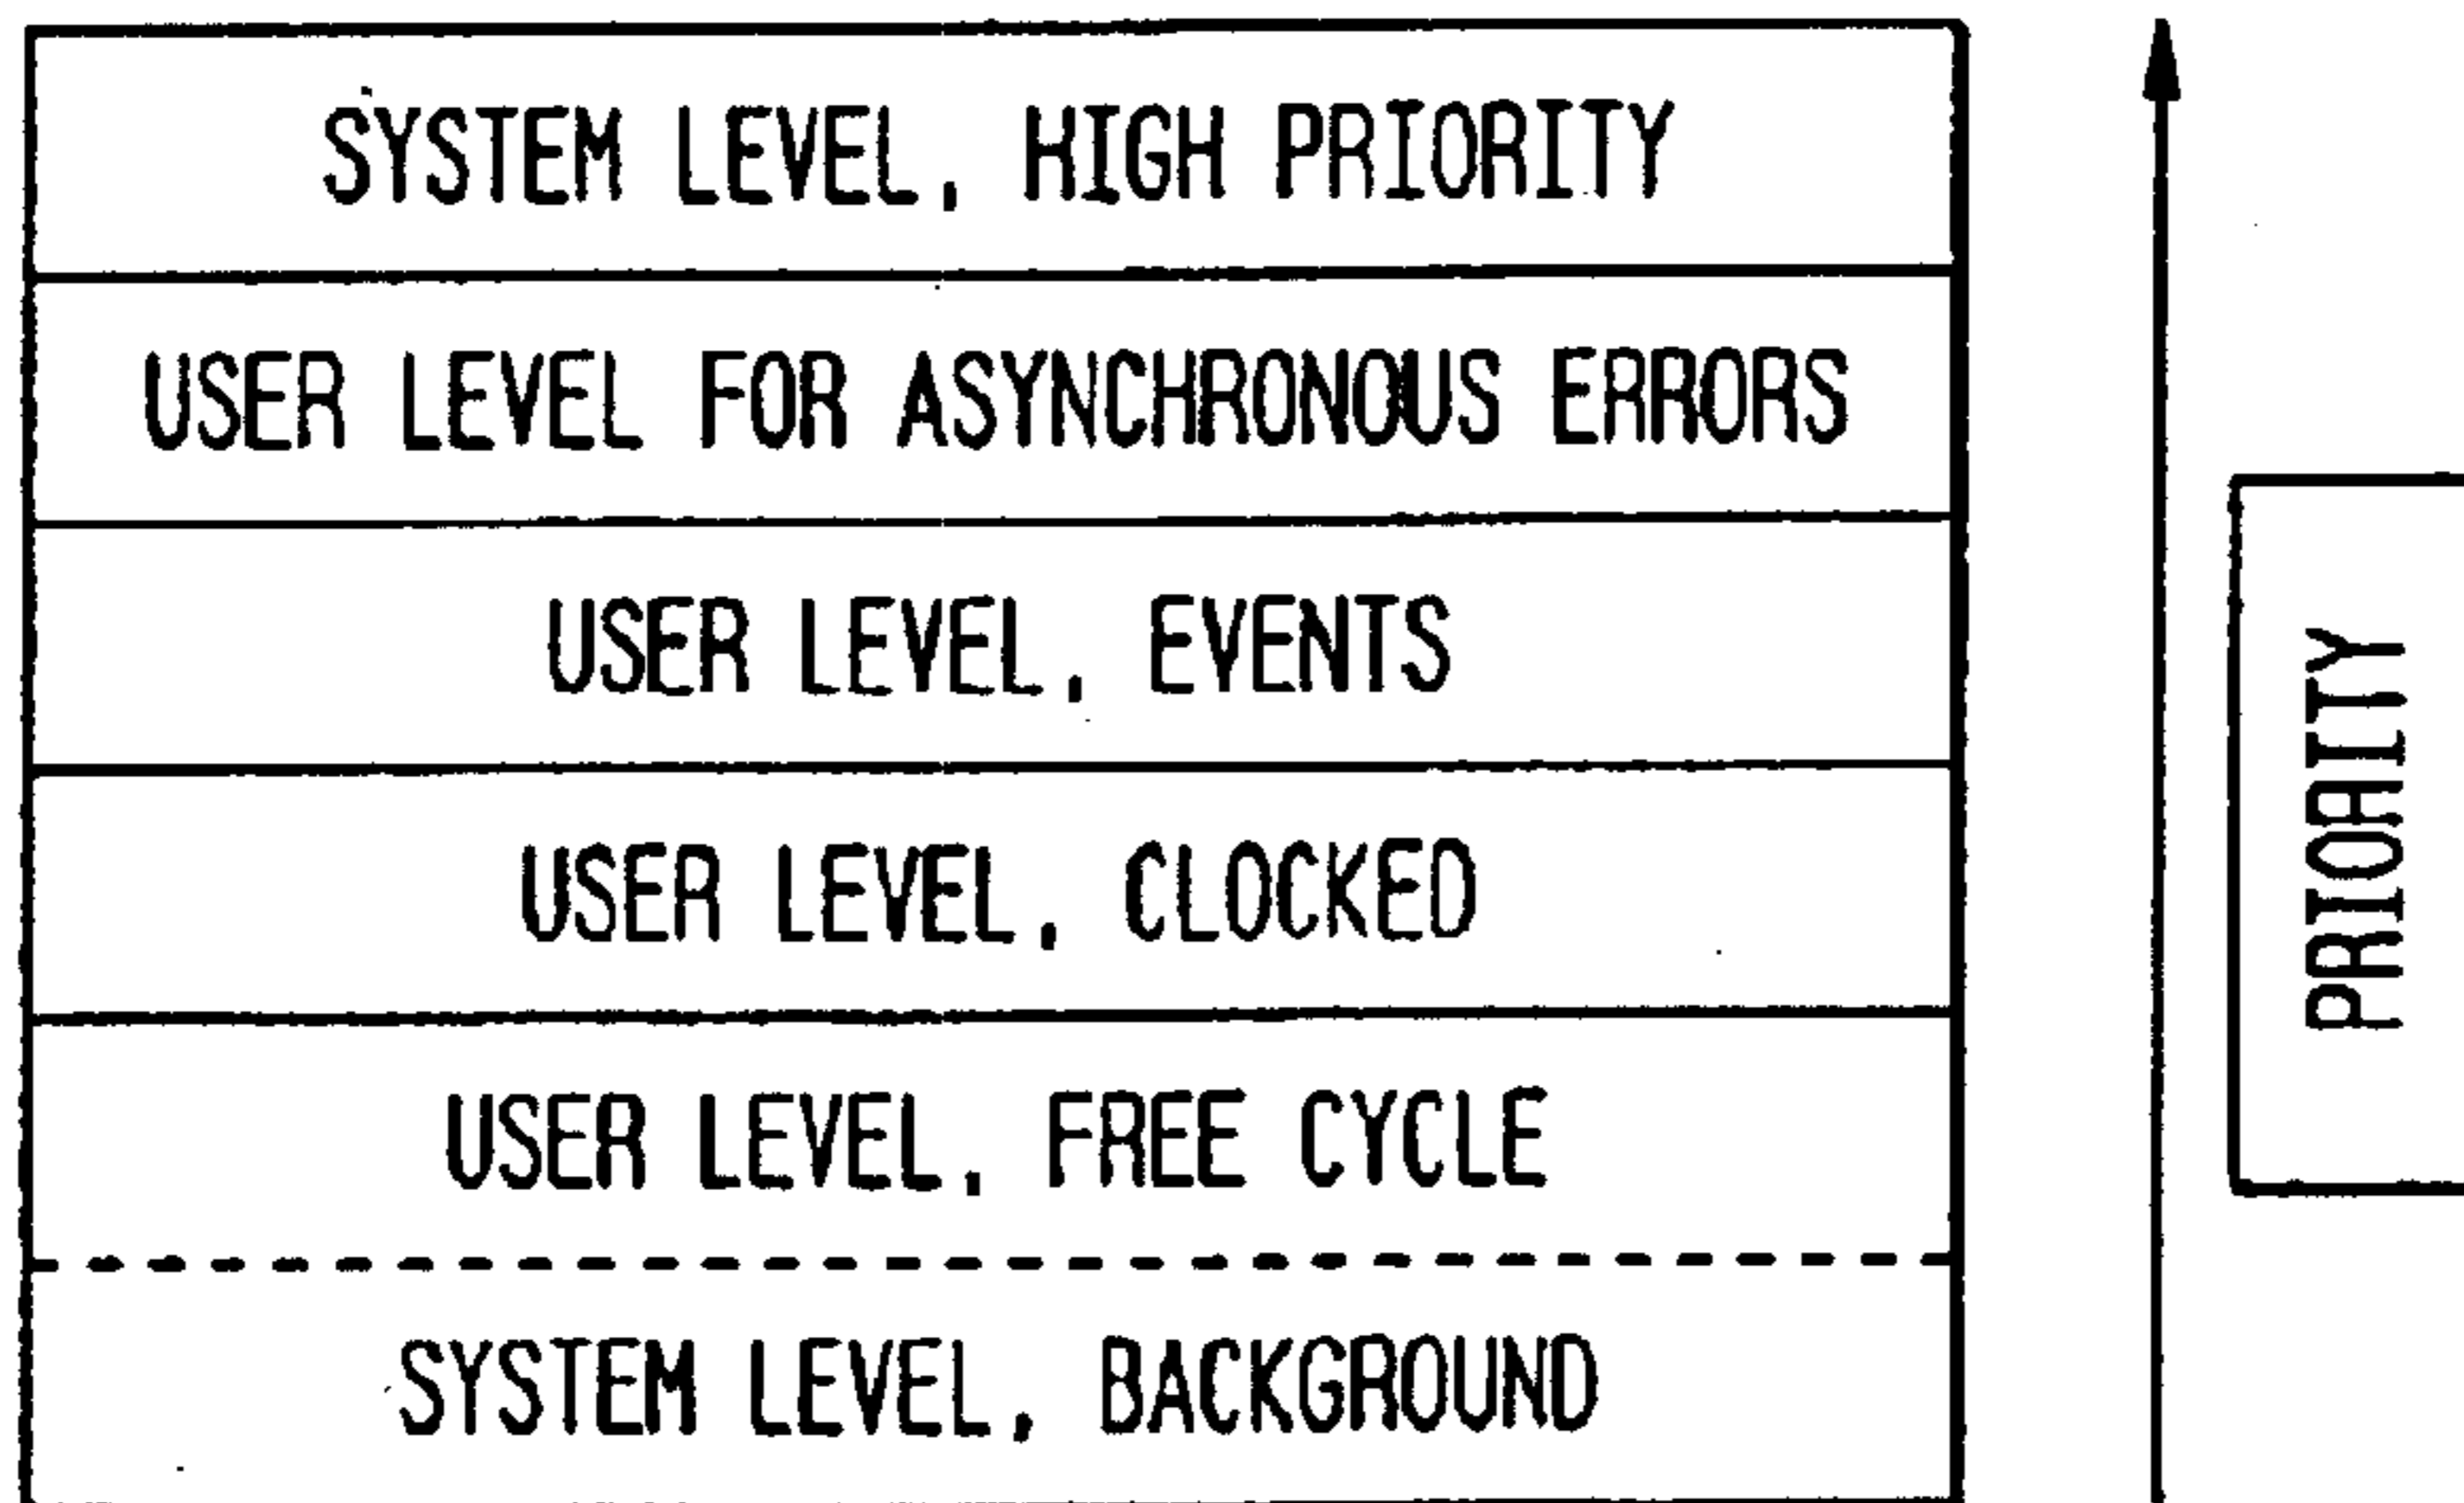 SYSTEM LEVEL, HIGH PRIORITY
USER LEVEL FOR ASYNCHRONOUS ERRORS
USER LEVEL, EVENTS
USER LEVEL, CLOCKED
USER LEVEL, FREE CYCLE
SYSTEM LEVEL, BACKGROUND
PRIORITY